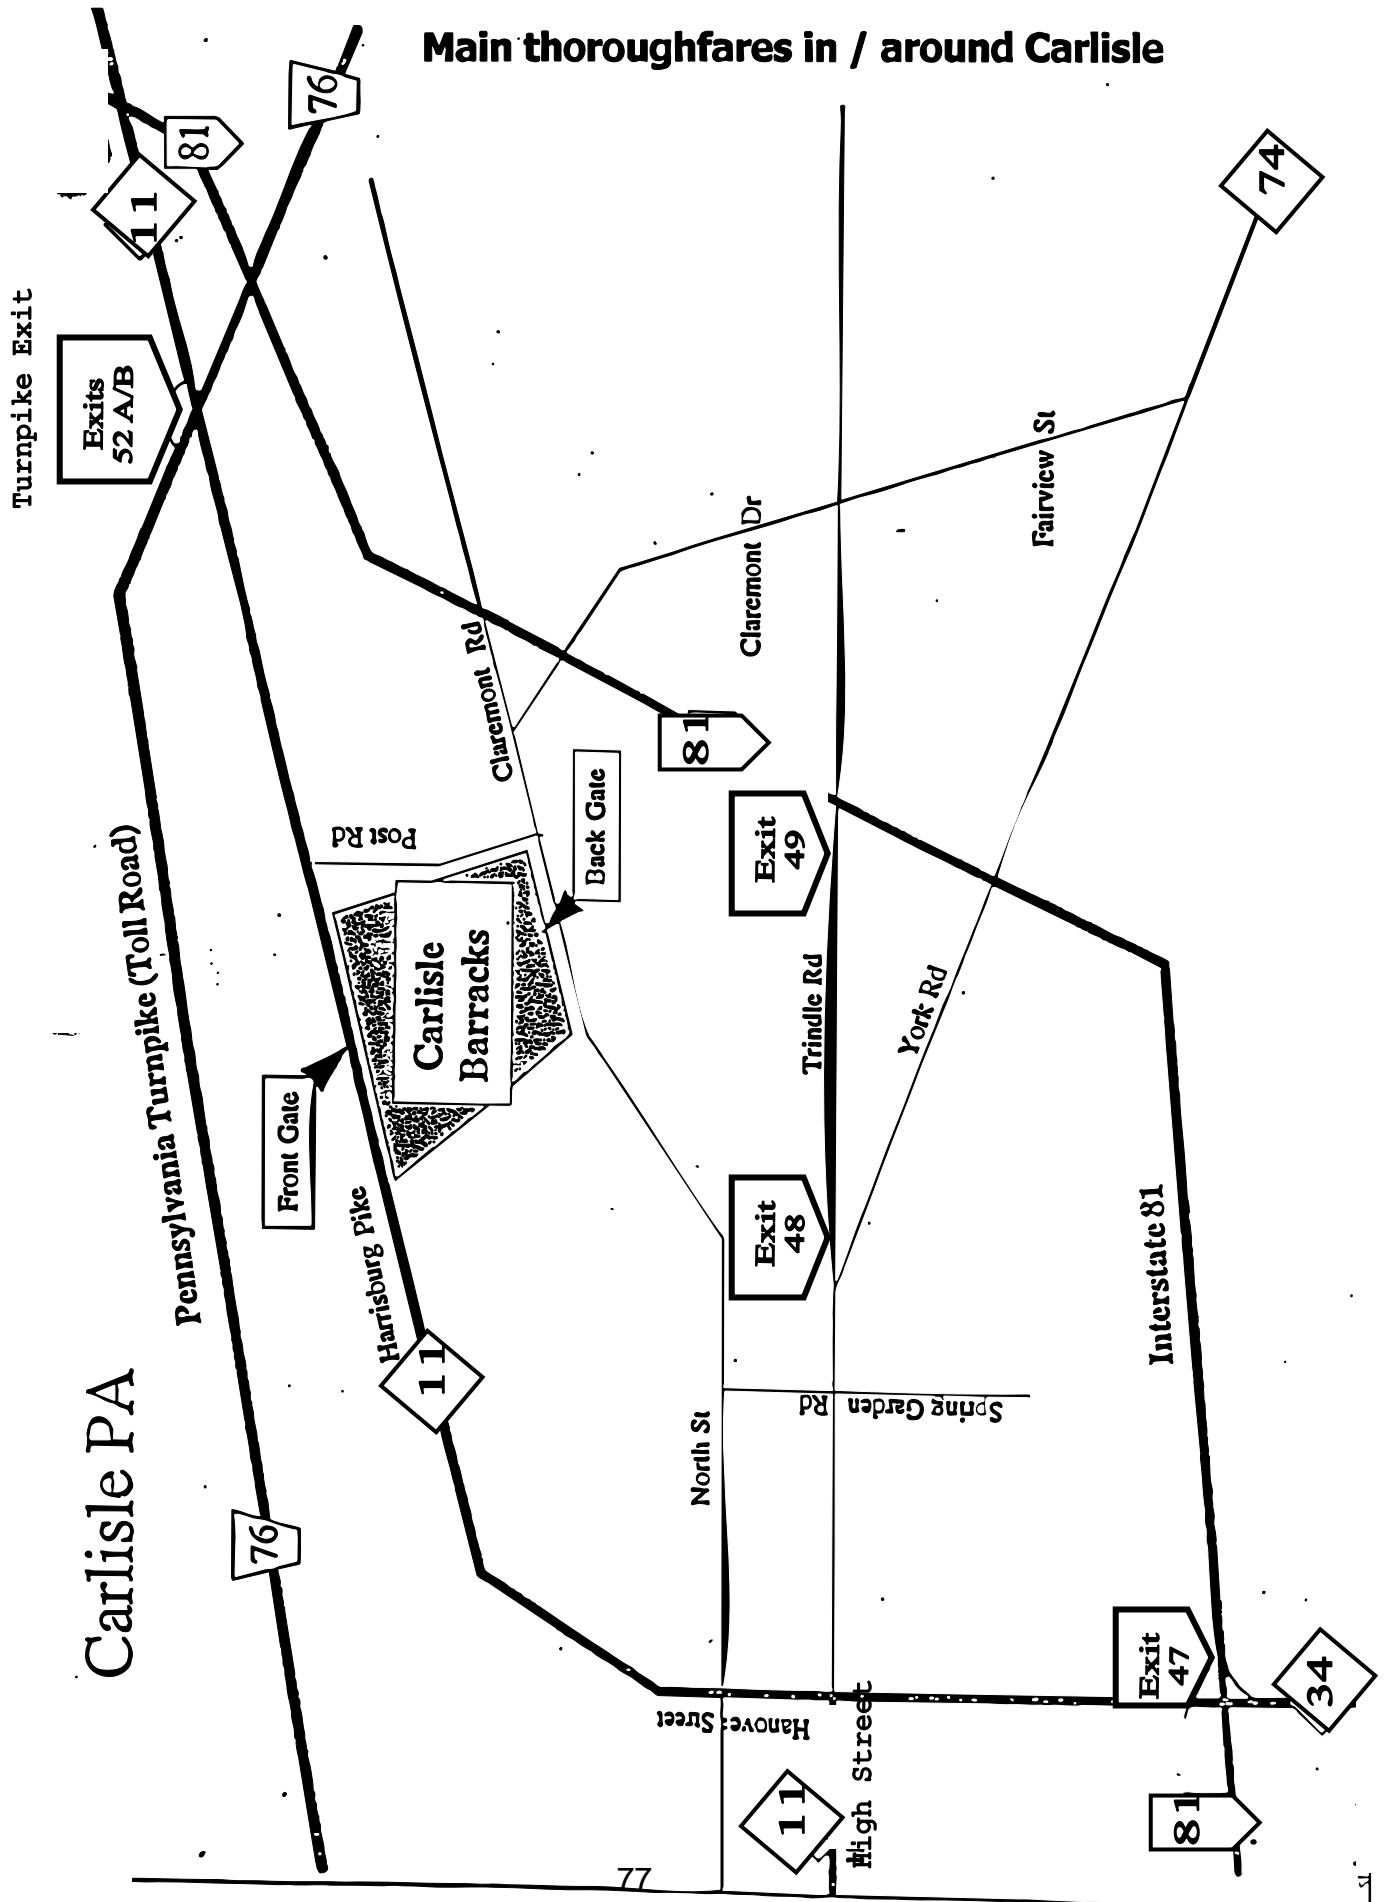 Main thoroughfares in / around Carlisle
Carlisle PA
Turnpike Exit
Exits
52 A/B
11
81
76
74
Pennsylvania Turnpike (Toll Road)
Claremont Rd
Claremont Dr
Fairview St
81
Post Rd
Back Gate
Carlisle
Barracks
Front Gate
Harrisburg Pike
Exit
49
Trindle Rd
York Rd
Exit
48
Interstate 81
11
76
North St
Spring Garden Rd
Hanover Street
High Street
11
Exit
47
34
81
77